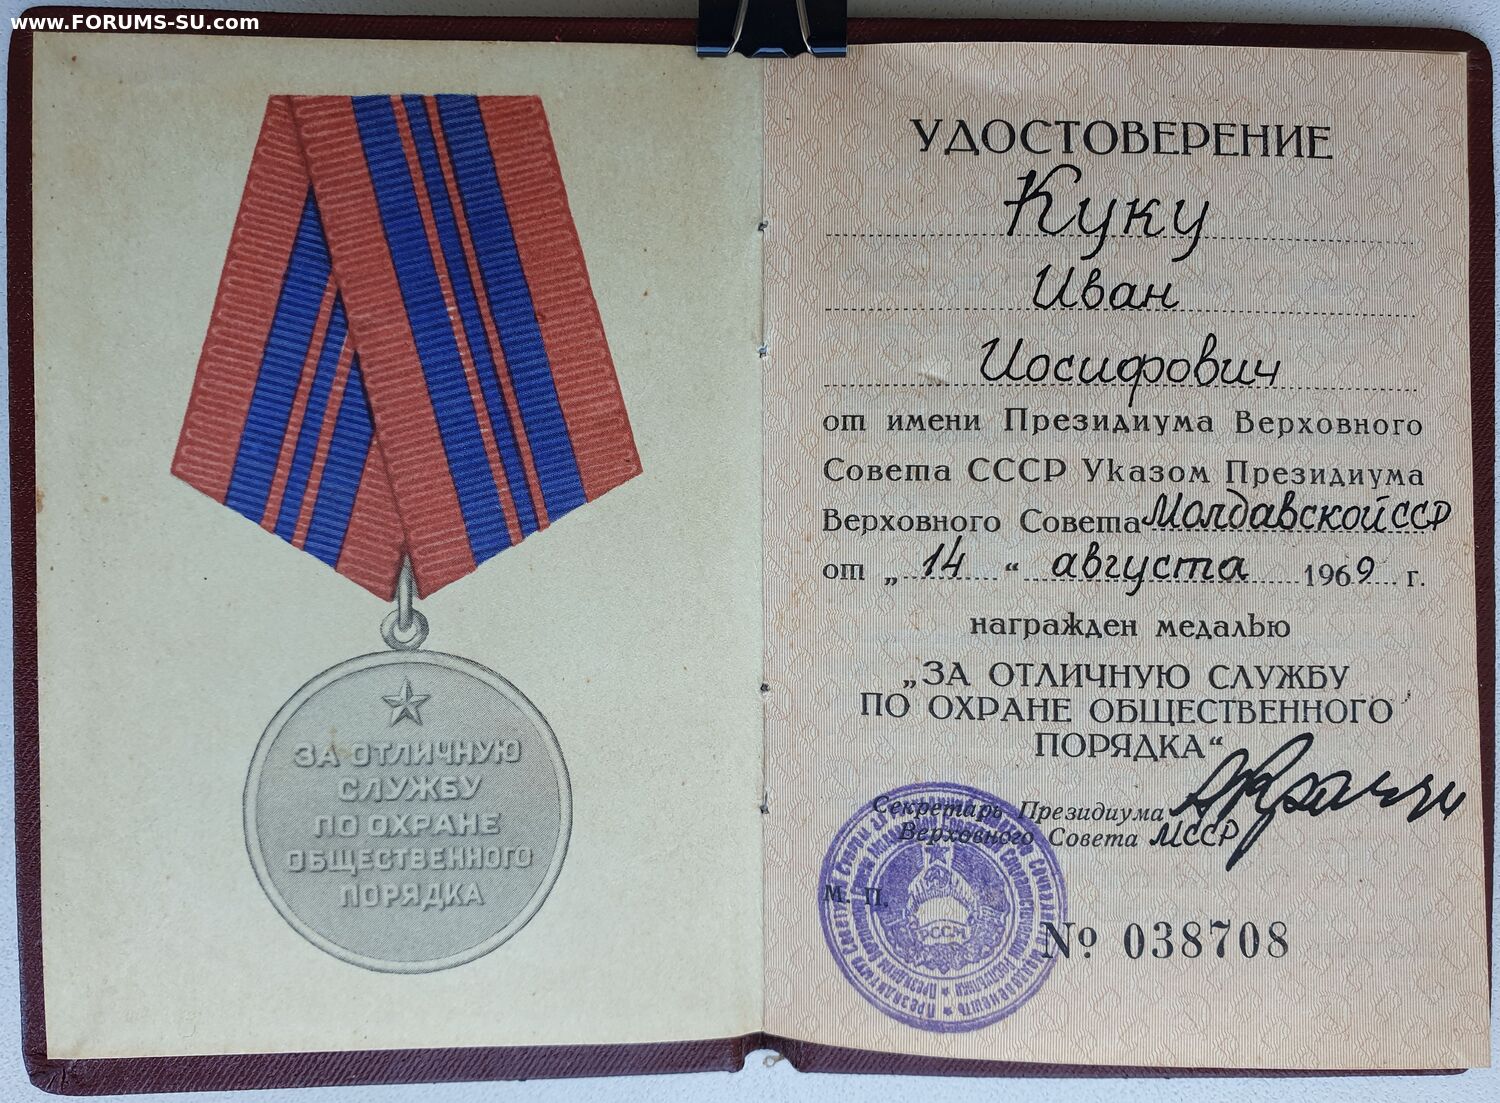 www.FORUMS-SU.com
ЗА ОТЛИЧНУЮ
СЛУЖБУ
ПО ОХРАНЕ
ОБЩЕСТВЕННОГО
ПОРЯДКА
УДОСТОВЕРЕНИЕ
Куку
Иван
Иосифович
от имени Президиума Верховного
Совета СССР Указом Президиума
Верховного Совета Молдавской ССР
от „ 14 “ августа 1969 г.
награжден медалью
„ЗА ОТЛИЧНУЮ СЛУЖБУ
ПО ОХРАНЕ ОБЩЕСТВЕННОГО
ПОРЯДКА“
Секретарь Президиума
Верховного Совета МССР
М. П.
РССМ
№ 038708